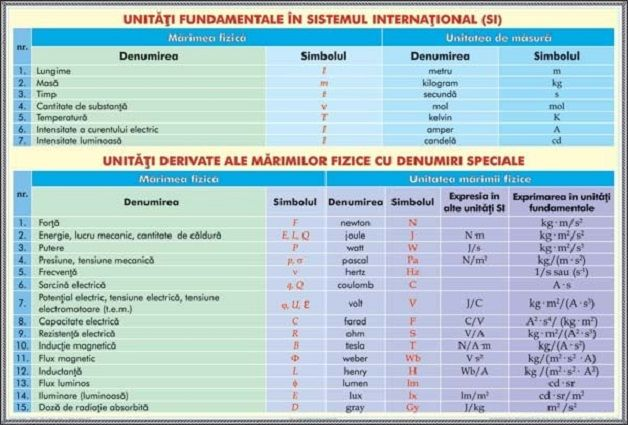 UNITĂȚI FUNDAMENTALE ÎN SISTEMUL INTERNAȚIONAL (SI)
nr. Mărimea fizică Unitatea de măsură
Denumirea Simbolul Denumirea Simbolul
1. Lungime l metru m
2. Masă m kilogram kg
3. Timp t secundă s
4. Cantitate de substanță ν mol mol
5. Temperatură T kelvin K
6. Intensitate a curentului electric I amper A
7. Intensitate luminoasă I candelă cd
UNITĂȚI DERIVATE ALE MĂRIMILOR FIZICE CU DENUMIRI SPECIALE
nr. Mărimea fizică Unitatea mărimii fizice
Denumirea Simbolul Denumirea Simbolul Expresia în alte unități SI Exprimarea în unități fundamentale
1. Forță F newton N kg·m/s²
2. Energie, lucru mecanic, cantitate de căldură E, L, Q joule J N·m kg·m²/s²
3. Putere P watt W J/s kg·m²/s³
4. Presiune, tensiune mecanică p, σ pascal Pa N/m² kg/(m·s²)
5. Frecvență ν hertz Hz 1/s sau (s⁻¹)
6. Sarcină electrică q, Q coulomb C A·s
7. Potențial electric, tensiune electrică, tensiune electromotoare (t.e.m.) φ, U, E volt V J/C kg·m²/(A·s³)
8. Capacitate electrică C farad F C/V A²·s⁴/ (kg·m²)
9. Rezistență electrică R ohm S V/A kg·m²/(A²·s³)
10. Inducție magnetică B tesla T N/A·m kg/(A·s²)
11. Flux magnetic Φ weber Wb V·s² kg/(m²·s²·A)
12. Inductanță L henry H Wb/A kg /(m²·s²·A²)
13. Flux luminos ϕ lumen lm cd·sr
14. Iluminare (luminoasă) E lux lx lm/m² cd·sr/m²
15. Doză de radiație absorbită D gray Gy J/kg m²/s²